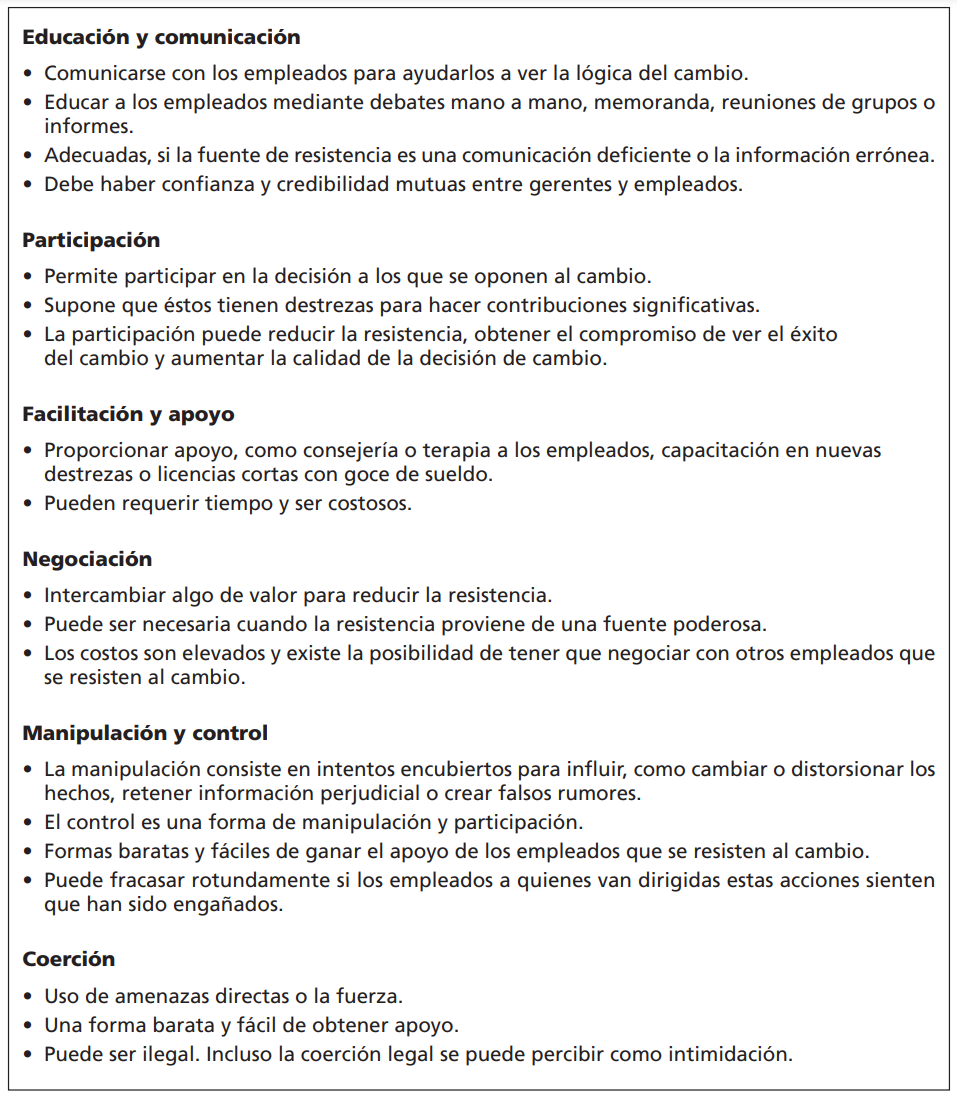 Educación y comunicación
• Comunicarse con los empleados para ayudarlos a ver la lógica del cambio.
• Educar a los empleados mediante debates mano a mano, memoranda, reuniones de grupos o
informes.
• Adecuadas, si la fuente de resistencia es una comunicación deficiente o la información errónea.
• Debe haber confianza y credibilidad mutuas entre gerentes y empleados.
Participación
• Permite participar en la decisión a los que se oponen al cambio.
• Supone que éstos tienen destrezas para hacer contribuciones significativas.
• La participación puede reducir la resistencia, obtener el compromiso de ver el éxito
del cambio y aumentar la calidad de la decisión de cambio.
Facilitación y apoyo
• Proporcionar apoyo, como consejería o terapia a los empleados, capacitación en nuevas
destrezas o licencias cortas con goce de sueldo.
• Pueden requerir tiempo y ser costosos.
Negociación
• Intercambiar algo de valor para reducir la resistencia.
• Puede ser necesaria cuando la resistencia proviene de una fuente poderosa.
• Los costos son elevados y existe la posibilidad de tener que negociar con otros empleados que
se resisten al cambio.
Manipulación y control
• La manipulación consiste en intentos encubiertos para influir, como cambiar o distorsionar los
hechos, retener información perjudicial o crear falsos rumores.
• El control es una forma de manipulación y participación.
• Formas baratas y fáciles de ganar el apoyo de los empleados que se resisten al cambio.
• Puede fracasar rotundamente si los empleados a quienes van dirigidas estas acciones sienten
que han sido engañados.
Coerción
• Uso de amenazas directas o la fuerza.
• Una forma barata y fácil de obtener apoyo.
• Puede ser ilegal. Incluso la coerción legal se puede percibir como intimidación.